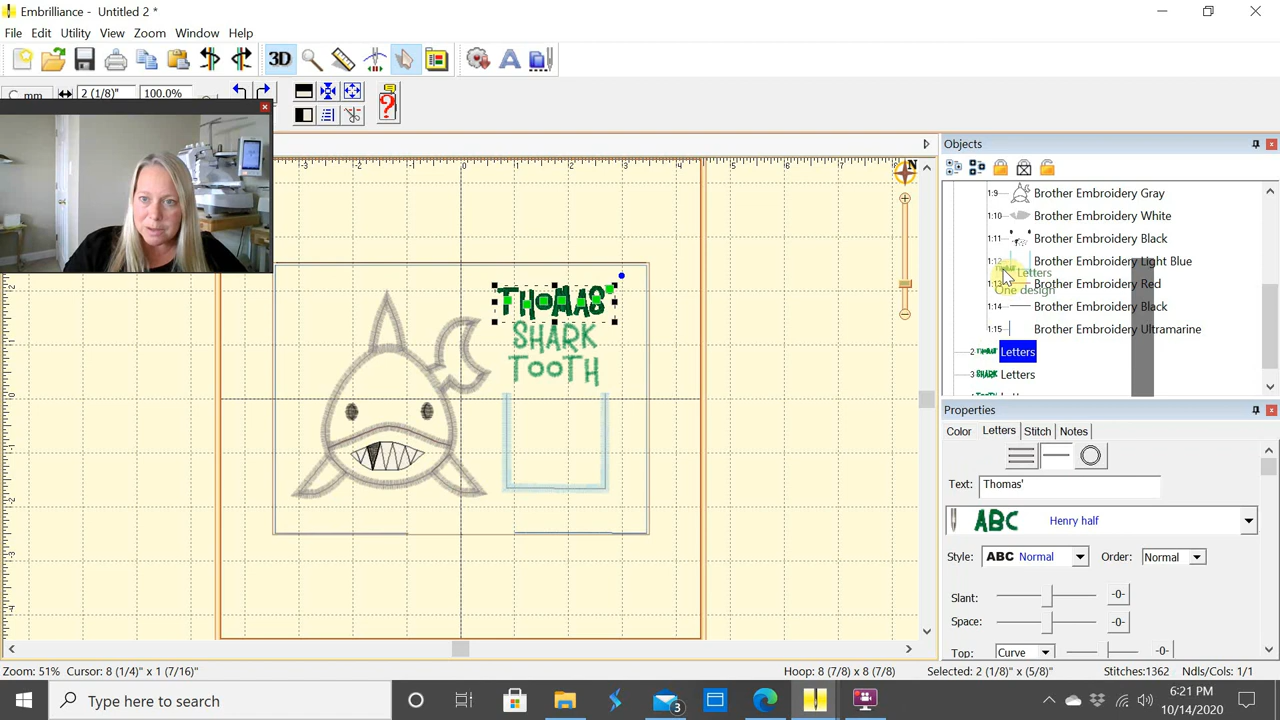 Embrilliance - Untitled 2 *
File Edit Utility View Zoom Window Help
3D
mm 2 (1/8)" 100.0%
Objects
1:9 Brother Embroidery Gray
1:10 Brother Embroidery White
1:11 Brother Embroidery Black
1:12 Brother Embroidery Light Blue
Letters
1:13 Brother Embroidery Red
One design
1:14 Brother Embroidery Black
1:15 Brother Embroidery Ultramarine
2 THOMAS' Letters
3 SHARK Letters
THOMAS'
SHARK
TOOTH
N
Properties
Color Letters Stitch Notes
Text: Thomas'
ABC Henry half
Style: ABC Normal Order: Normal
Slant: -0-
Space: -0-
Top: Curve -0-
Zoom: 51% Cursor: 8 (1/4)" x 1 (7/16)" Hoop: 8 (7/8) x 8 (7/8) Selected: 2 (1/8)" x (5/8)" Stitches:1362 Ndls/Cols: 1/1
Type here to search
3
6:21 PM
10/14/2020